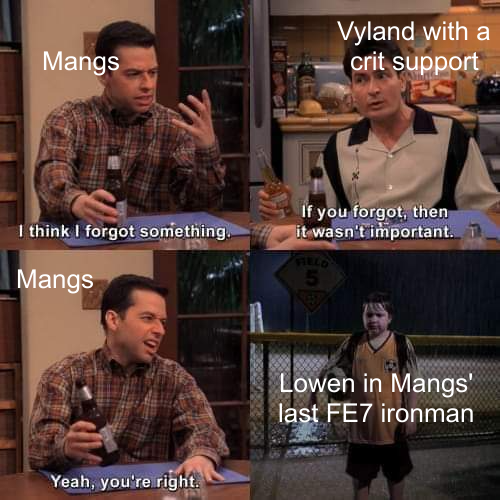 Mangs
I think I forgot something.
Vyland with a
crit support
If you forgot, then
it wasn't important.
Mangs
Yeah, you're right.
FIELD
5
Lowen in Mangs'
last FE7 ironman